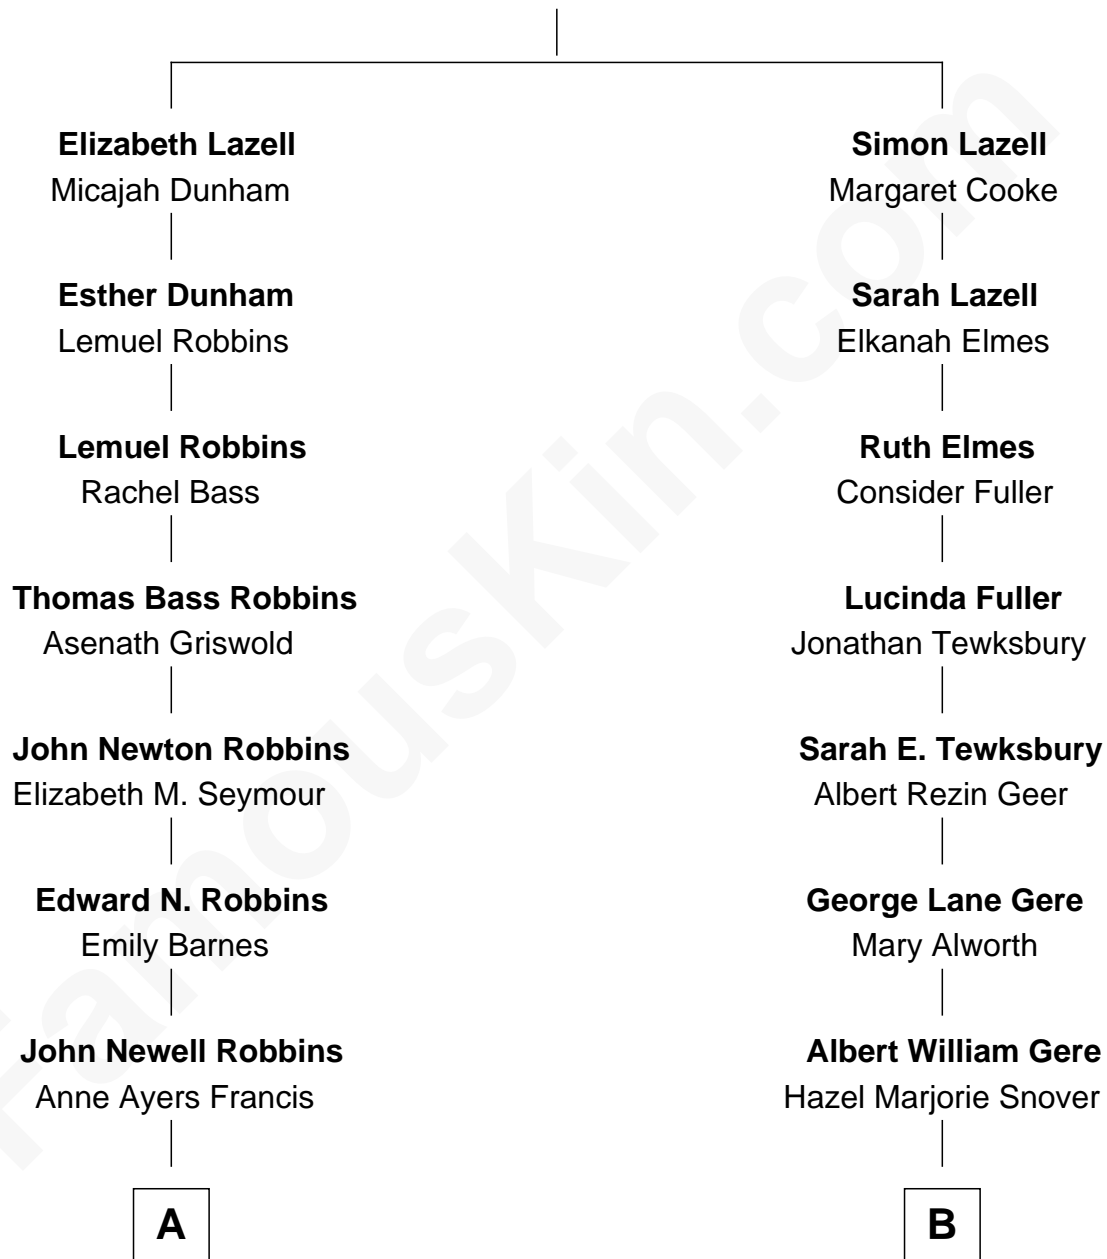 Elizabeth Lazell
Micajah Dunham
Esther Dunham
Lemuel Robbins
Lemuel Robbins
Rachel Bass
Thomas Bass Robbins
Asenath Griswold
John Newton Robbins
Elizabeth M. Seymour
Edward N. Robbins
Emily Barnes
John Newell Robbins
Anne Ayers Francis
A
Simon Lazell
Margaret Cooke
Sarah Lazell
Elkanah Elmes
Ruth Elmes
Consider Fuller
Lucinda Fuller
Jonathan Tewksbury
Sarah E. Tewksbury
Albert Rezin Geer
George Lane Gere
Mary Alworth
Albert William Gere
Hazel Marjorie Snover
B
FamousKin.com